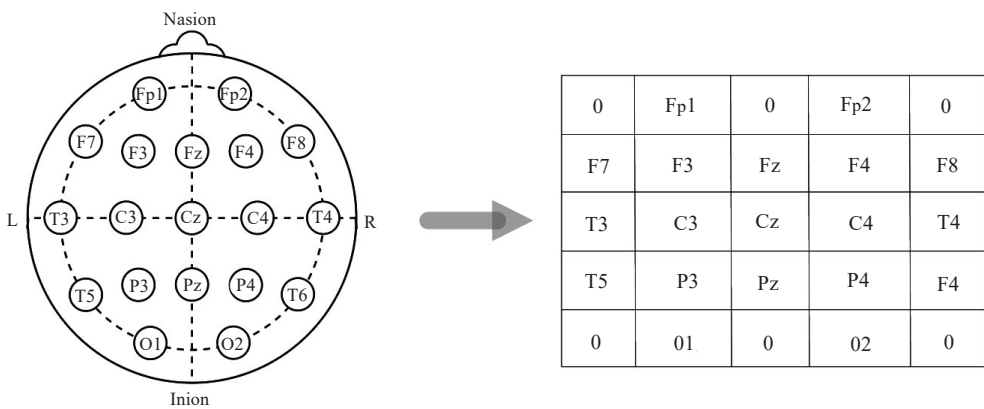 Nasion
Fp1 Fp2
F7 F3 Fz F4 F8
L T3 C3 Cz C4 T4 R
T5 P3 Pz P4 T6
O1 O2
Inion
0 Fp1 0 Fp2 0
F7 F3 Fz F4 F8
T3 C3 Cz C4 T4
T5 P3 Pz P4 F4
0 01 0 02 0